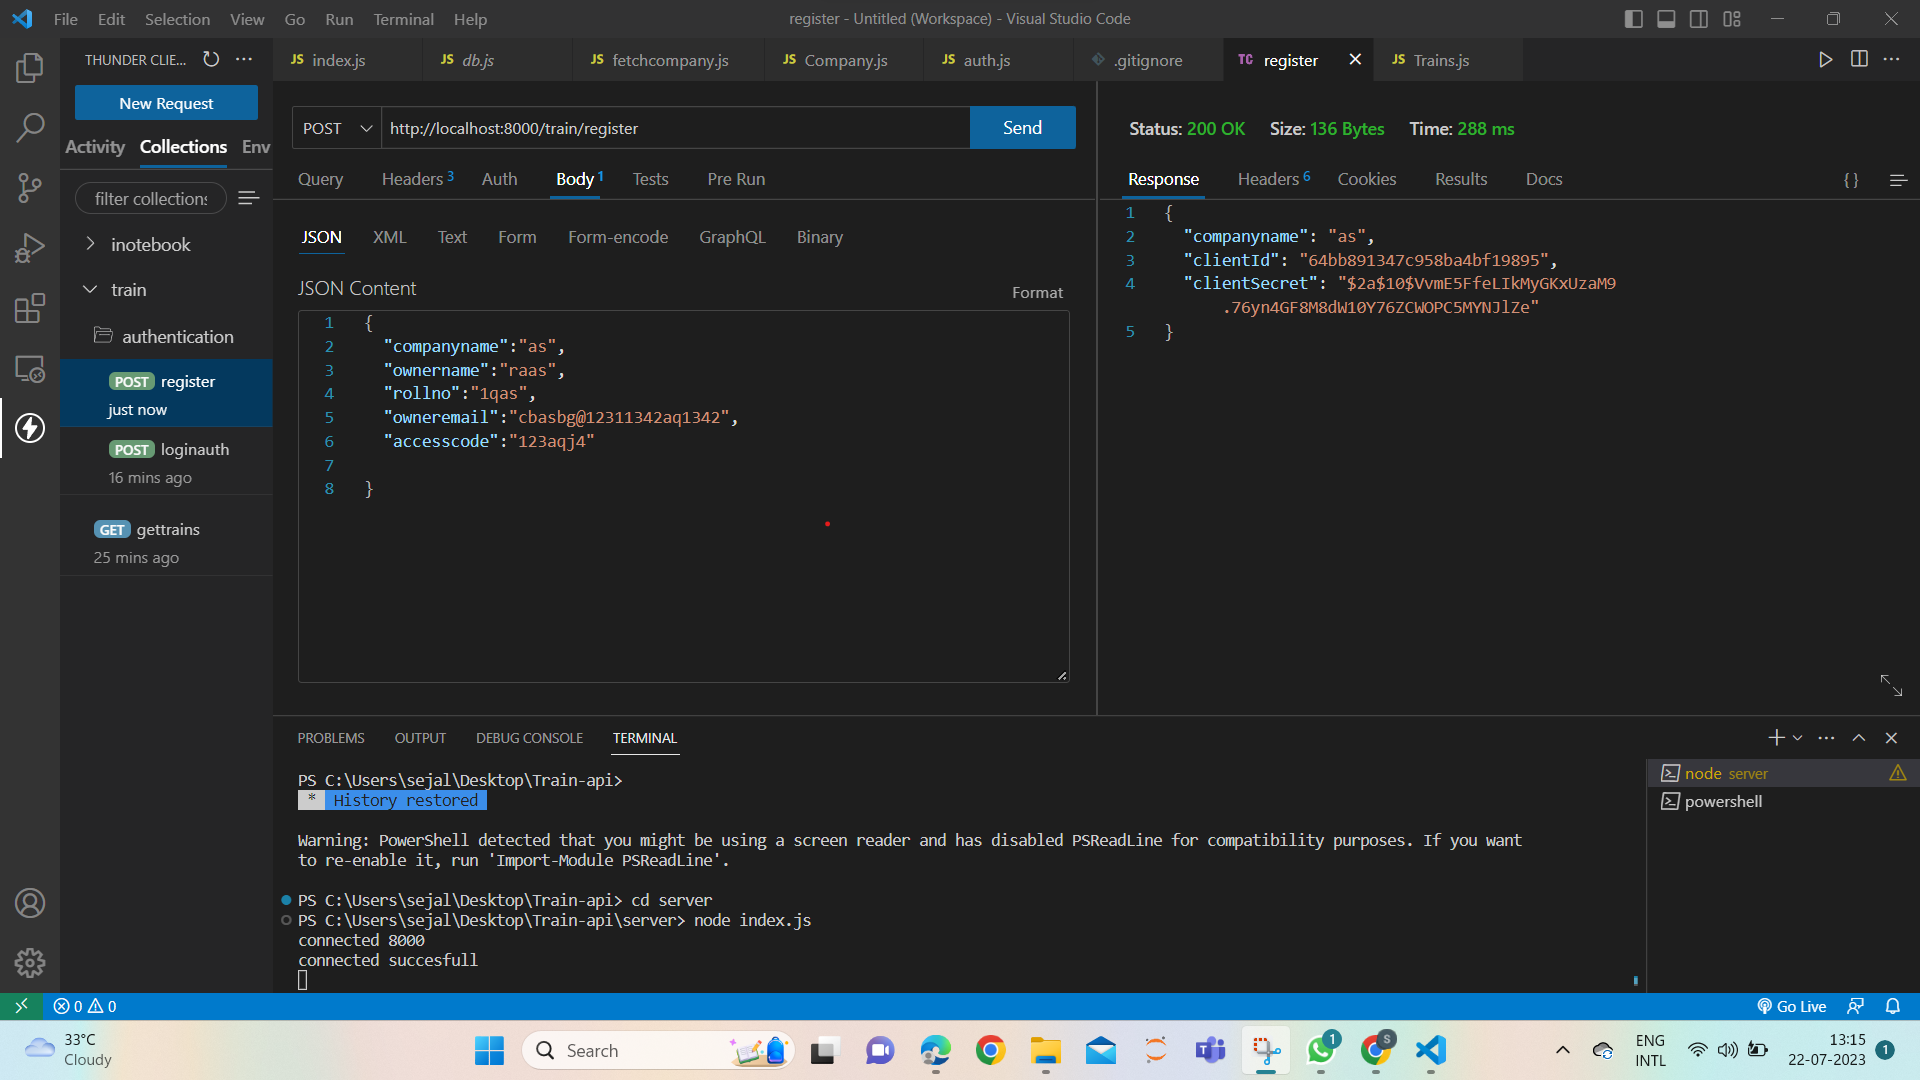 File Edit Selection View Go Run Terminal Help
register - Untitled (Workspace) - Visual Studio Code
THUNDER CLIE...
New Request
Activity Collections Env
filter collections
inotebook
train
authentication
POST register
just now
POST loginauth
16 mins ago
GET gettrains
25 mins ago
JS index.js JS db.js JS fetchcompany.js JS Company.js JS auth.js .gitignore TC register JS Trains.js
POST http://localhost:8000/train/register Send
Query Headers 3 Auth Body 1 Tests Pre Run
JSON XML Text Form Form-encode GraphQL Binary
JSON Content
Format
1 {
2 "companyname":"as",
3 "ownername":"raas",
4 "rollno":"1qas",
5 "owneremail":"cbasbg@12311342aq1342",
6 "accesscode":"123aqj4"
7
8 }
Status: 200 OK Size: 136 Bytes Time: 288 ms
Response Headers 6 Cookies Results Docs
{ }
1 {
2 "companyname": "as",
3 "clientId": "64bb891347c958ba4bf19895",
4 "clientSecret": "$2a$10$VvmE5FfeLIkMyGKxUzaM9
.76yn4GF8M8dW10Y76ZCWOPC5MYNJlZe"
5 }
PROBLEMS OUTPUT DEBUG CONSOLE TERMINAL
PS C:\Users\sejal\Desktop\Train-api>
* History restored
Warning: PowerShell detected that you might be using a screen reader and has disabled PSReadLine for compatibility purposes. If you want
to re-enable it, run 'Import-Module PSReadLine'.
PS C:\Users\sejal\Desktop\Train-api> cd server
PS C:\Users\sejal\Desktop\Train-api\server> node index.js
connected 8000
connected succesfull
node server
powershell
0 0
Go Live
33°C
Cloudy
Search
1
S
ENG
INTL
13:15
22-07-2023
1